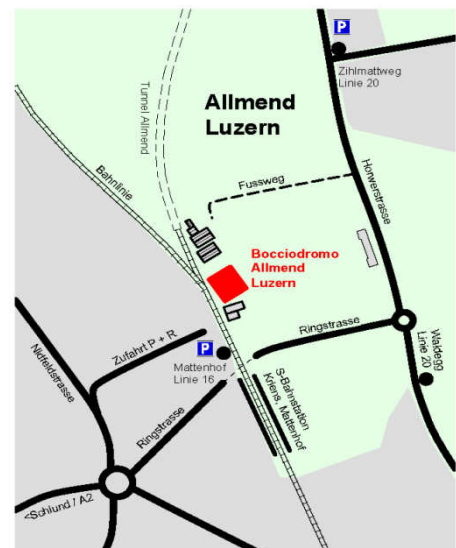 P
Zihlmattweg
Linie 20
Allmend
Luzern
Tunnel Allmend
Bahnlinie
Fussweg
Horwerstrasse
Bocciodromo
Allmend
Luzern
Ringstrasse
Waldegg
Linie 20
Zufahrt P + R
P
Mattenhof
Linie 16
Nidfeldstrasse
Ringstrasse
S-Bahnstation
Kriens, Mattenhof
<Schlund / A2